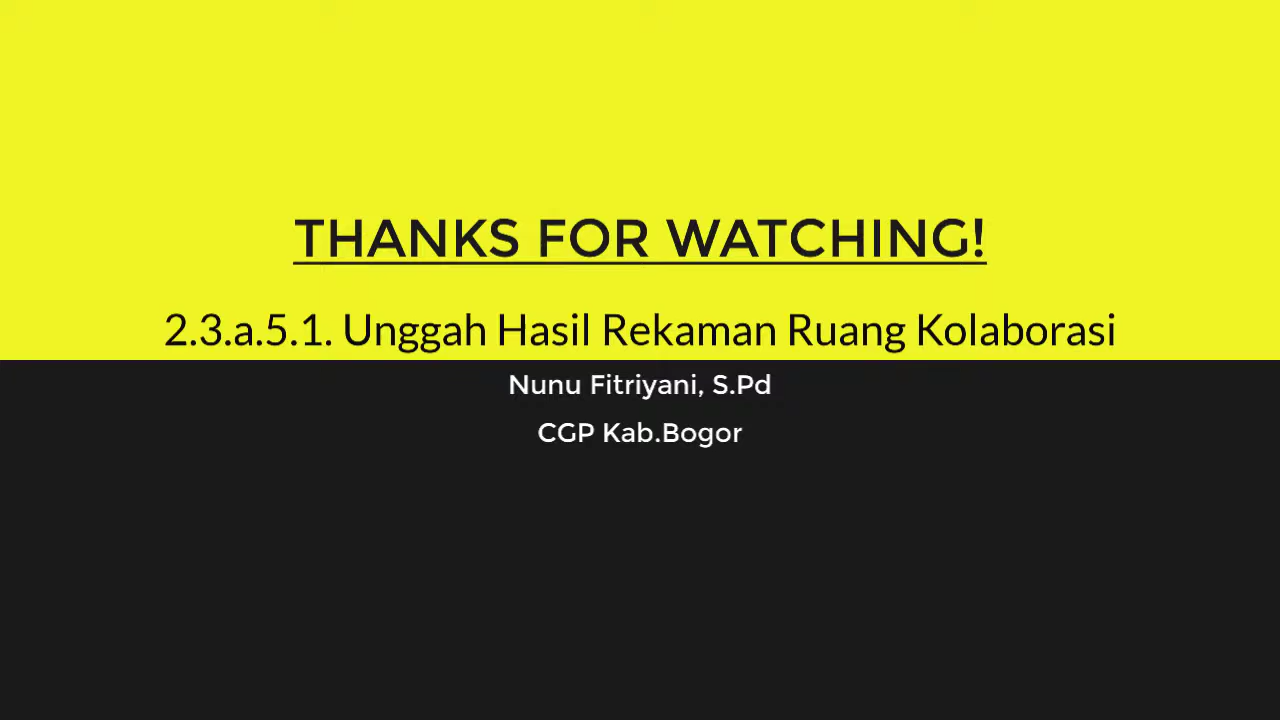 THANKS FOR WATCHING!
2.3.a.5.1. Unggah Hasil Rekaman Ruang Kolaborasi
Nunu Fitriyani, S.Pd
CGP Kab.Bogor